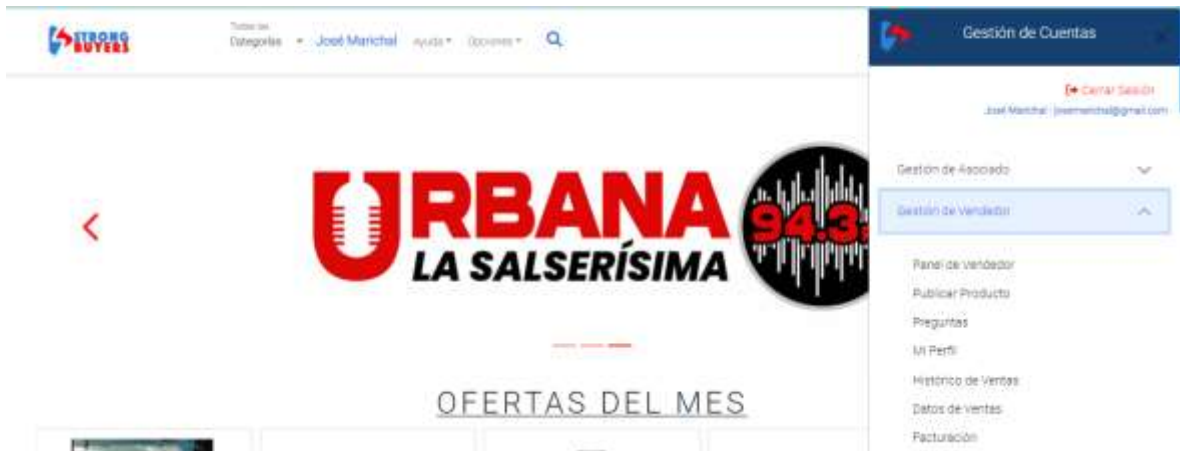 STRONG
BUYERS
Todas las
Categorías
José Marichal
Ayuda
Opciones
URBANA
94.3
LA SALSERÍSIMA
OFERTAS DEL MES
Gestión de Cuentas
Cerrar Sesión
José Marichal
Gestión de Asociado
Gestión de Vendedor
Panel de Vendedor
Publicar Producto
Preguntas
Mi Perfil
Histórico de Ventas
Datos de Ventas
Facturación